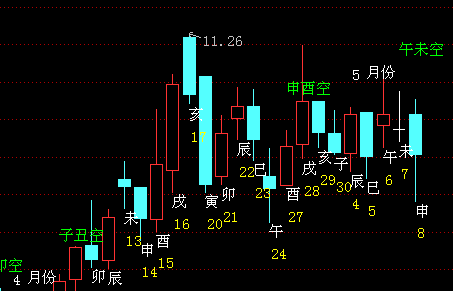 11.26
午未空
5 月份
申酉空
亥
17
辰
22
巳
23
戌
28
亥
29
子
30
辰
4
巳
5
午
6
未
7
申
8
寅
20
卯
21
酉
27
午
24
戌
16
未
13
申
14
酉
15
子丑空
卯
辰
卯空
4 月份